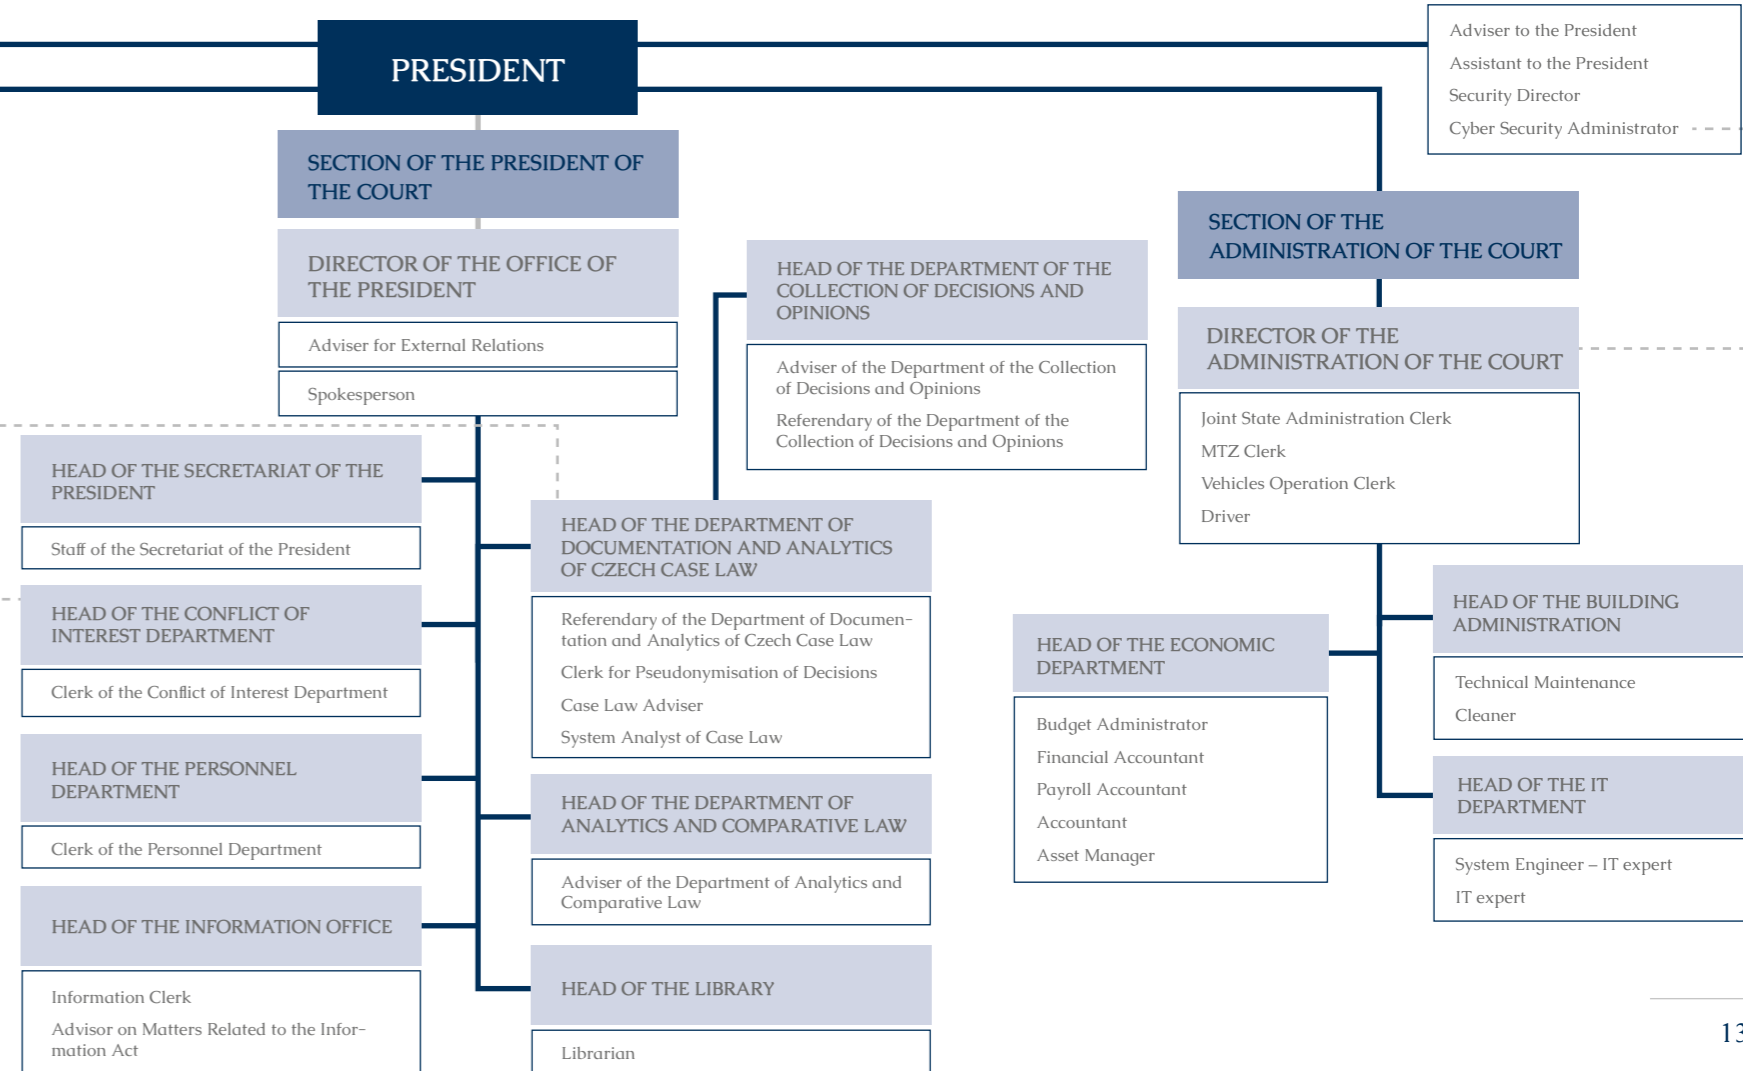 PRESIDENT
Adviser to the President
Assistant to the President
Security Director
Cyber Security Administrator
SECTION OF THE PRESIDENT OF
THE COURT
DIRECTOR OF THE OFFICE OF
THE PRESIDENT
Adviser for External Relations
Spokesperson
HEAD OF THE SECRETARIAT OF THE
PRESIDENT
Staff of the Secretariat of the President
HEAD OF THE CONFLICT OF
INTEREST DEPARTMENT
Clerk of the Conflict of Interest Department
HEAD OF THE PERSONNEL
DEPARTMENT
Clerk of the Personnel Department
HEAD OF THE INFORMATION OFFICE
Information Clerk
Advisor on Matters Related to the Infor-
mation Act
HEAD OF THE DEPARTMENT OF THE
COLLECTION OF DECISIONS AND
OPINIONS
Adviser of the Department of the Collection
of Decisions and Opinions
Referendary of the Department of the
Collection of Decisions and Opinions
HEAD OF THE DEPARTMENT OF
DOCUMENTATION AND ANALYTICS
OF CZECH CASE LAW
Referendary of the Department of Documen-
tation and Analytics of Czech Case Law
Clerk for Pseudonymisation of Decisions
Case Law Adviser
System Analyst of Case Law
HEAD OF THE DEPARTMENT OF
ANALYTICS AND COMPARATIVE LAW
Adviser of the Department of Analytics and
Comparative Law
HEAD OF THE LIBRARY
Librarian
SECTION OF THE
ADMINISTRATION OF THE COURT
DIRECTOR OF THE
ADMINISTRATION OF THE COURT
Joint State Administration Clerk
MTZ Clerk
Vehicles Operation Clerk
Driver
HEAD OF THE ECONOMIC
DEPARTMENT
Budget Administrator
Financial Accountant
Payroll Accountant
Accountant
Asset Manager
HEAD OF THE BUILDING
ADMINISTRATION
Technical Maintenance
Cleaner
HEAD OF THE IT
DEPARTMENT
System Engineer – IT expert
IT expert
13